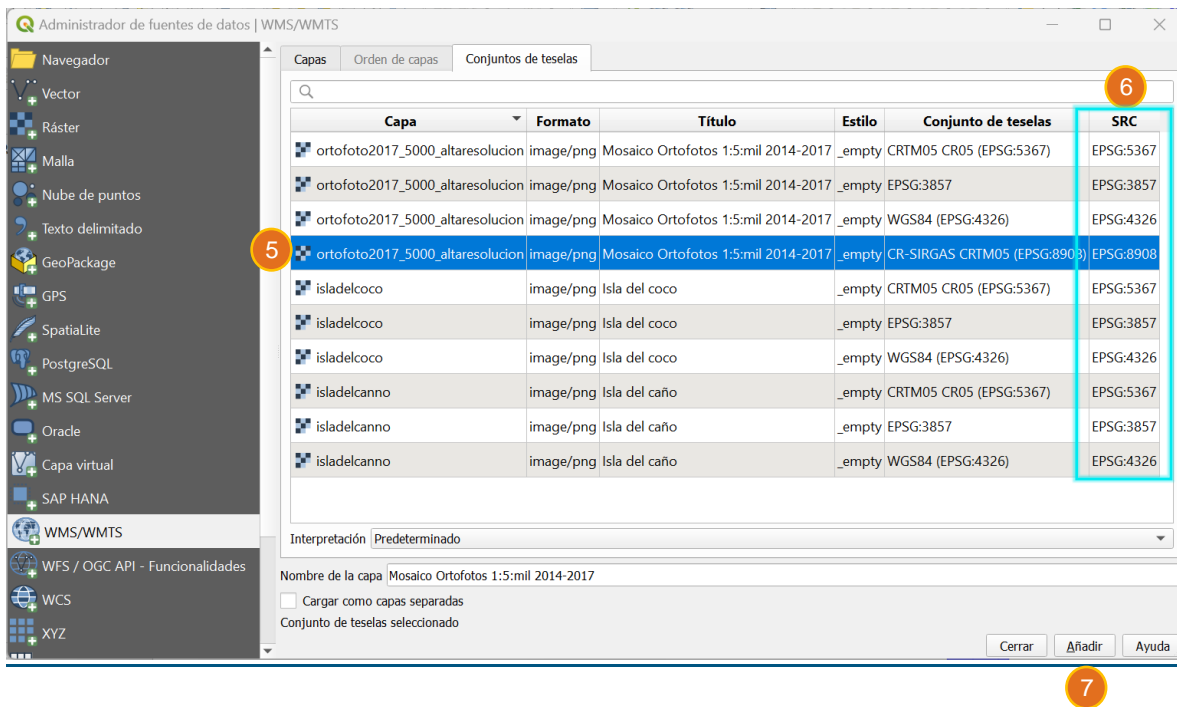 Administrador de fuentes de datos | WMS/WMTS
Navegador
Vector
Ráster
Malla
Nube de puntos
Texto delimitado
GeoPackage
GPS
SpatiaLite
PostgreSQL
MS SQL Server
Oracle
Capa virtual
SAP HANA
WMS/WMTS
WFS / OGC API - Funcionalidades
WCS
XYZ
Capas Orden de capas Conjuntos de teselas
6
Capa Formato Título Estilo Conjunto de teselas SRC
ortofoto2017_5000_altaresolucion image/png Mosaico Ortofotos 1:5:mil 2014-2017 _empty CRTM05 CR05 (EPSG:5367) EPSG:5367
ortofoto2017_5000_altaresolucion image/png Mosaico Ortofotos 1:5:mil 2014-2017 _empty EPSG:3857 EPSG:3857
ortofoto2017_5000_altaresolucion image/png Mosaico Ortofotos 1:5:mil 2014-2017 _empty WGS84 (EPSG:4326) EPSG:4326
5 ortofoto2017_5000_altaresolucion image/png Mosaico Ortofotos 1:5:mil 2014-2017 _empty CR-SIRGAS CRTM05 (EPSG:8908) EPSG:8908
isladelcoco image/png Isla del coco _empty CRTM05 CR05 (EPSG:5367) EPSG:5367
isladelcoco image/png Isla del coco _empty EPSG:3857 EPSG:3857
isladelcoco image/png Isla del coco _empty WGS84 (EPSG:4326) EPSG:4326
isladelcanno image/png Isla del caño _empty CRTM05 CR05 (EPSG:5367) EPSG:5367
isladelcanno image/png Isla del caño _empty EPSG:3857 EPSG:3857
isladelcanno image/png Isla del caño _empty WGS84 (EPSG:4326) EPSG:4326
Interpretación Predeterminado
Nombre de la capa Mosaico Ortofotos 1:5:mil 2014-2017
Cargar como capas separadas
Conjunto de teselas seleccionado
Cerrar Añadir Ayuda
7